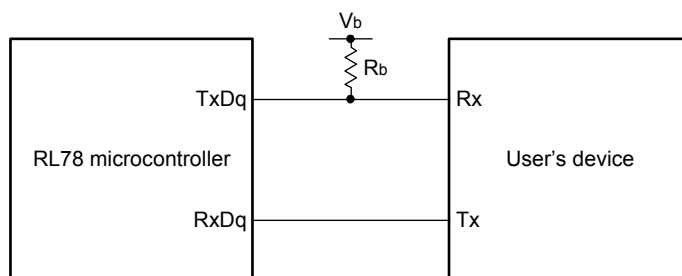 Vb
Rb
TxDq
Rx
RL78 microcontroller
User's device
RxDq
Tx